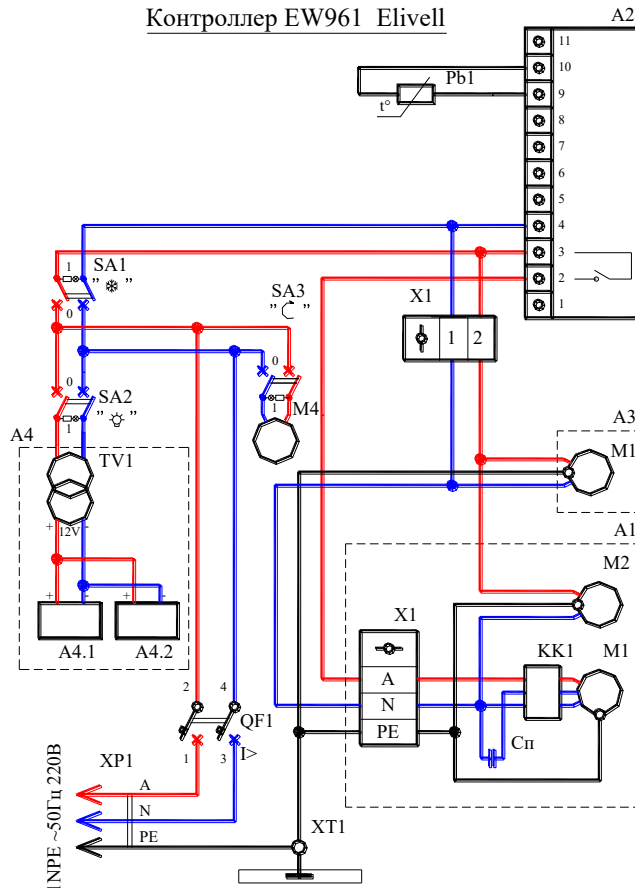 Контроллер EW961 Elivell
A2
11
10
Pb1
9
t°
8
7
6
5
4
3
2
1
1
SA1
" "
0
SA3
" "
X1
1 2
0
0
SA2
" "
1
1
M4
A4
TV1
A3
M1
+ 12V -
A1
M2
+ - + -
A4.1 A4.2
X1
KK1
M1
A
N
PE
Сп
2 4
QF1
1 3 I>
XP1
A
N
PE
1NPE ~50Гц 220В
XT1